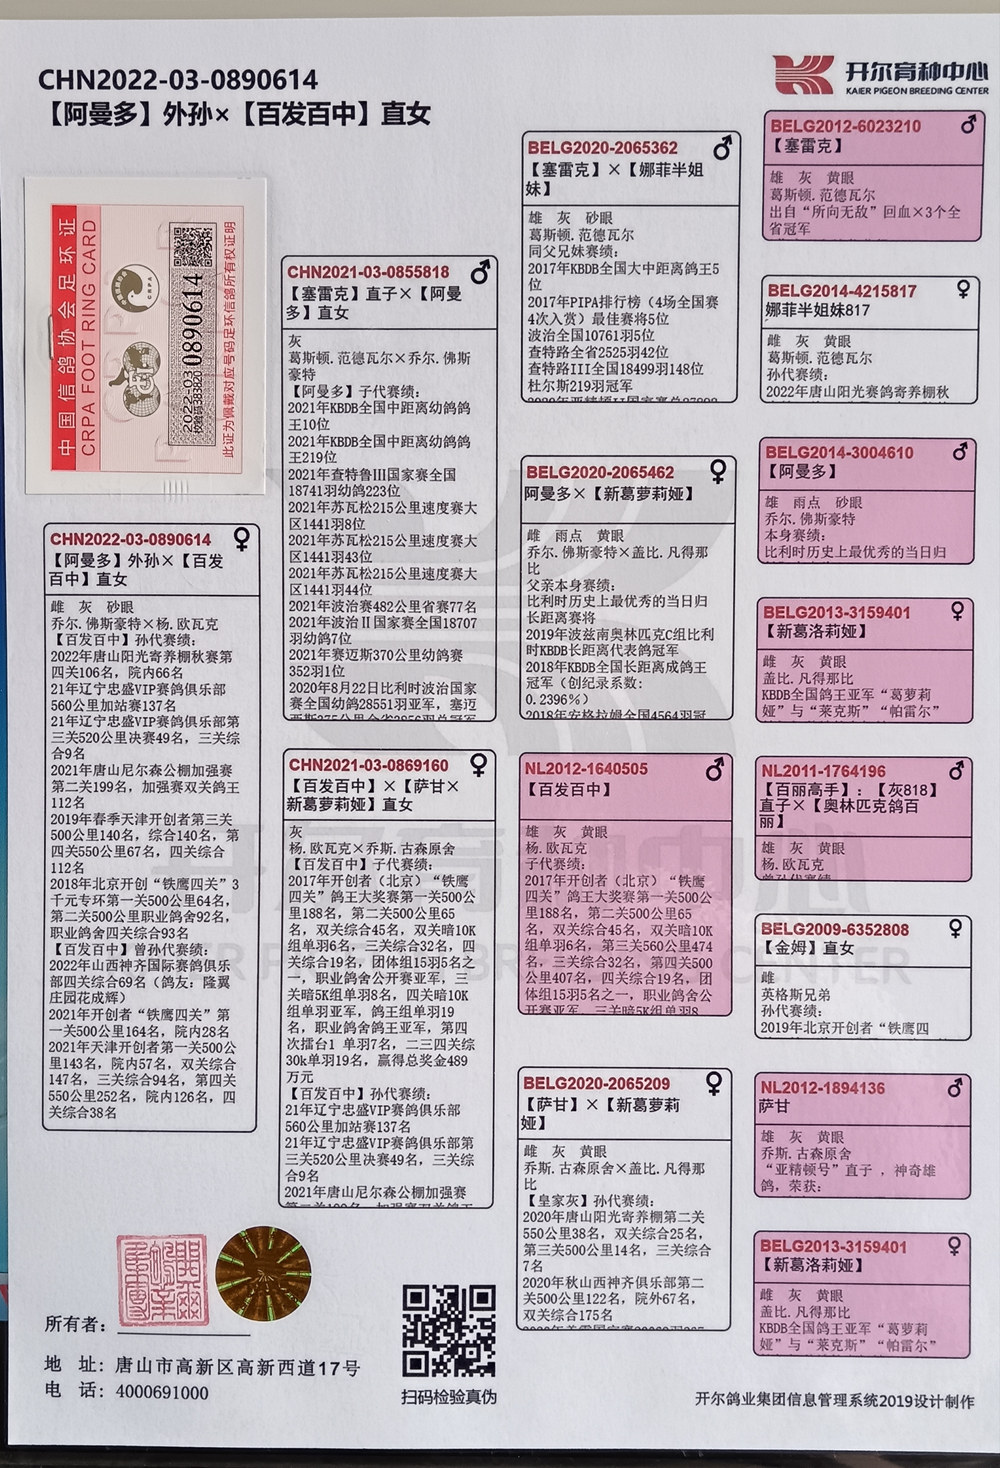 CHN2022-03-0890614
【阿曼多】外孙×【百发百中】直女
开尔育种中心
KAIER PIGEON BREEDING CENTER
中国信鸽协会足环证
CRPA FOOT RING CARD
2022-03
0890614
校验码383820
此证为佩戴对应号码足环信鸽所有权证明
CHN2022-03-0890614 ♀
【阿曼多】外孙×【百发
百中】直女
雌 灰 砂眼
乔尔.佛斯豪特×杨.欧瓦克
【百发百中】孙代赛绩：
2022年唐山阳光寄养棚秋赛第
四关106名，院内66名
21年辽宁忠盛VIP赛鸽俱乐部
560公里加站赛137名
21年辽宁忠盛VIP赛鸽俱乐部第
三关520公里决赛49名，三关综
合9名
2021年唐山尼尔森公棚加强赛
第二关199名，加强赛双关鸽王
112名
2019年春季天津开创者第三关
500公里140名，综合140名，第
四关550公里67名，四关综合
112名
2018年北京开创“铁鹰四关”3
千元专环第一关500公里64名，
第二关500公里职业鸽舍92名，
职业鸽舍四关综合93名
【百发百中】曾孙代赛绩：
2022年山西神齐国际赛鸽俱乐
部四关综合69名（鸽友：隆翼
庄园花成辉）
2021年开创者“铁鹰四关”第
一关500公里164名，院内28名
2021年天津开创者第一关500公
里143名，院内57名，双关综合
147名，三关综合94名，第四关
550公里252名，院内126名，四
关综合38名
CHN2021-03-0855818 ♂
【塞雷克】直子×【阿曼
多】直女
灰
葛斯顿.范德瓦尔×乔尔.佛斯
豪特
【阿曼多】子代赛绩：
2021年KBDB全国中距离幼鸽鸽
王10位
2021年KBDB全国中距离幼鸽鸽
王219位
2021年查特鲁III国家赛全国
18741羽幼鸽223位
2021年苏瓦松215公里速度赛大
区1441羽8位
2021年苏瓦松215公里速度赛大
区1441羽43位
2021年苏瓦松215公里速度赛大
区1441羽44位
2021年波治赛482公里省赛77名
2021年波治Ⅱ国家赛全国18707
羽幼鸽7位
2021年赛迈斯370公里幼鸽赛
352羽1位
2020年8月22日比利时波治国家
赛全国幼鸽28551羽亚军，塞迈
CHN2021-03-0869160 ♀
【百发百中】×【萨甘×
新葛萝莉娅】直女
灰
杨.欧瓦克×乔斯.古森原舍
【百发百中】子代赛绩：
2017年开创者（北京）“铁鹰
四关”鸽王大奖赛第一关500公
里188名，第二关500公里65
名，双关综合45名，双关暗10K
组单羽6名，三关综合32名，四
关综合19名，团体组15羽5名之
一，职业鸽舍公开赛亚军，三
关暗5K组单羽8名，四关暗10K
组单羽亚军，鸽王组单羽19
名，职业鸽舍鸽王亚军，第四
次擂台1 单羽7名，二三四关综
30k单羽19名，赢得总奖金489
万元
【百发百中】孙代赛绩：
21年辽宁忠盛VIP赛鸽俱乐部
560公里加站赛137名
21年辽宁忠盛VIP赛鸽俱乐部第
三关520公里决赛49名，三关综
合9名
2021年唐山尼尔森公棚加强赛
BELG2020-2065362 ♂
【塞雷克】×【娜菲半姐
妹】
雄 灰 砂眼
葛斯顿.范德瓦尔
同父兄妹赛绩：
2017年KBDB全国大中距离鸽王5
位
2017年PIPA排行榜（4场全国赛
4次入赏）最佳赛将5位
波治全国10761羽5位
查特路全省2525羽42位
查特路III全国18499羽148位
杜尔斯219羽冠军
BELG2020-2065462 ♀
阿曼多×【新葛萝莉娅】
雌 雨点 黄眼
乔尔.佛斯豪特×盖比.凡得那
比
父亲本身赛绩：
比利时历史上最优秀的当日归
长距离赛将
2019年波兹南奥林匹克C组比利
时KBDB长距离代表鸽冠军
2018年KBDB全国长距离成鸽王
冠军（创纪录系数：
0.2396%）
2018年安格拉姆全国4564羽冠
NL2012-1640505 ♂
【百发百中】
雄 灰 黄眼
杨.欧瓦克
子代赛绩：
2017年开创者（北京）“铁鹰
四关”鸽王大奖赛第一关500公
里188名，第二关500公里65
名，双关综合45名，双关暗10K
组单羽6名，第三关560公里474
名，三关综合32名，第四关500
公里407名，四关综合19名，团
体组15羽5名之一，职业鸽舍公
开赛亚军，三关暗5K组单羽8
BELG2020-2065209 ♀
【萨甘】×【新葛萝莉
娅】
雌 灰 黄眼
乔斯.古森原舍×盖比.凡得那
比
【皇家灰】孙代赛绩：
2020年唐山阳光寄养棚第二关
550公里38名，双关综合25名，
第三关500公里14名，三关综合
7名
2020年秋山西神齐俱乐部第二
关500公里122名，院外67名，
双关综合175名
BELG2012-6023210 ♂
【塞雷克】
雄 灰 黄眼
葛斯顿.范德瓦尔
出自“所向无敌”回血×3个全
省冠军
BELG2014-4215817 ♀
娜菲半姐妹817
雌 灰 黄眼
葛斯顿.范德瓦尔
孙代赛绩：
2022年唐山阳光赛鸽寄养棚秋
BELG2014-3004610 ♂
【阿曼多】
雄 雨点 砂眼
乔尔.佛斯豪特
本身赛绩：
比利时历史上最优秀的当日归
BELG2013-3159401 ♀
【新葛洛莉娅】
雌 灰 黄眼
盖比.凡得那比
KBDB全国鸽王亚军“葛萝莉
娅”与“莱克斯”“帕雷尔”
NL2011-1764196 ♂
【百丽高手】：【灰818】
直子×【奥林匹克鸽百
丽】
雄 灰 黄眼
杨.欧瓦克
BELG2009-6352808 ♀
【金姆】直女
雌
英格斯兄弟
孙代赛绩：
2019年北京开创者“铁鹰四
NL2012-1894136 ♂
萨甘
雄 灰 黄眼
乔斯.古森原舍
“亚精顿号”直子，神奇雄
鸽，荣获：
BELG2013-3159401 ♀
【新葛洛莉娅】
雌 灰 黄眼
盖比.凡得那比
KBDB全国鸽王亚军“葛萝莉
娅”与“莱克斯”“帕雷尔”
所有者：
地 址：唐山市高新区高新西道17号
电 话：4000691000
扫码检验真伪
开尔鸽业集团信息管理系统2019设计制作